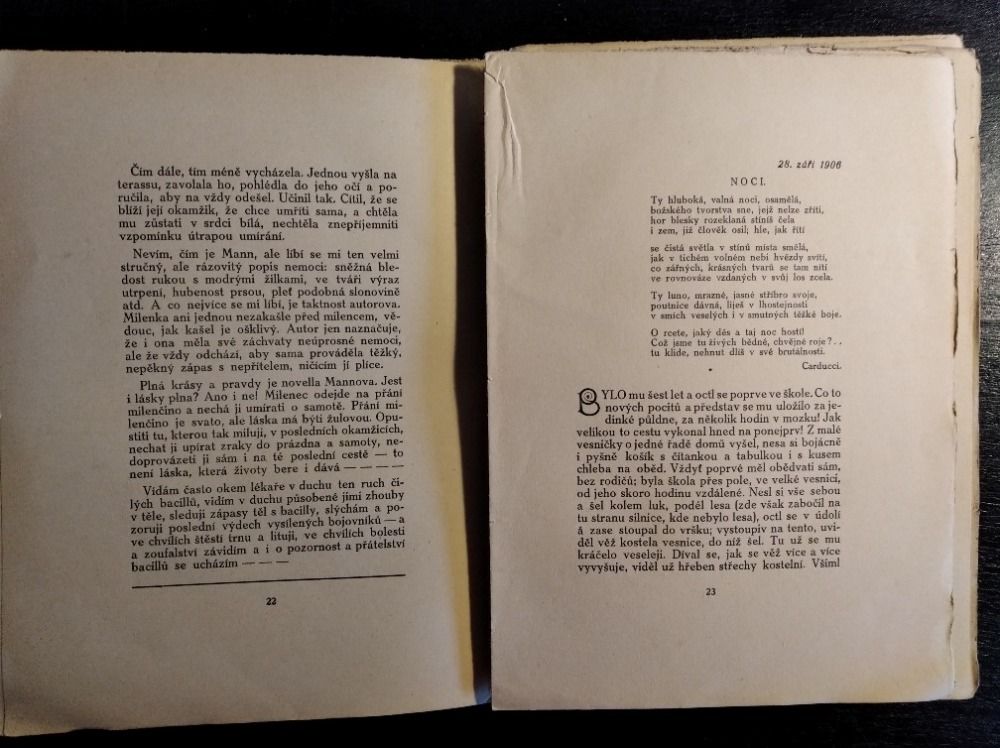 Čím dále, tím méně vycházela. Jednou vyšla na
terassu, zavolala ho, pohlédla do jeho očí a po-
ručila, aby na vždy odešel. Učinil tak. Cítil, že se
blíží její okamžik, že chce umříti sama, a chtěla
mu zůstati v srdci bílá, nechtěla znepříjemniti
vzpomínku útrapou umírání.
Nevím, čím je Mann, ale líbí se mi ten velmi
stručný, ale rázovitý popis nemoci: sněžná ble-
dost rukou s modrými žilkami, ve tváři výraz
utrpení, hubenost prsou, pleť podobná slonovině
atd. A co nejvíce se mi líbí, je taktnost autorova.
Milenka ani jednou nezakašle před milencem, vě-
douc, jak kašel je ošklivý. Autor jen naznačuje,
že i ona měla své záchvaty neúprosné nemoci,
ale že vždy odchází, aby sama prováděla těžký,
nepěkný zápas s nepřítelem, ničícím jí plíce.
Plná krásy a pravdy je novella Mannova. Jest
i lásky plna? Ano i ne! Milenec odejde na přání
milenčino a nechá ji umírati o samotě. Přání mi-
lenčino je svato, ale láska má býti žulovou. Opu-
stiti tu, kterou tak miluji, v posledních okamžicích,
nechat ji upírat zraky do prázdna a samoty, ne-
doprovázeti ji sám i na té poslední cestě — to
není láska, která životy bere i dává — — — —
Vídám často okem lékaře v duchu ten ruch či-
lých bacillů, vidím v duchu působené jimi zhouby
v těle, sleduji zápasy těl s bacilly, slýchám a po-
zoruji poslední výdech vysílených bojovníků — a
ve chvílích štěstí trnu a lituji, ve chvílích bolesti
a zoufalství závidím a i o pozornost a přátelství
bacillů se ucházím — — —
22
28. září 1906
NOCI.
Ty hluboká, valná noci, osamělá,
božského tvorstva sne, jejž nelze zříti,
hor blesky rozeklaná stíníš čela
i zem, již člověk osil; hle, jak řítí
se čistá světla v stínů místa smělá,
jak v tichém volném nebi hvězdy svítí,
co zářných, krásných tvarů se tam nítí
ve rovnováze vzdaných v svůj los zcela.
Ty luno, mrazné, jasné stříbro svoje,
poutnice dávná, liješ v lhostejnosti
v smích veselých i v smutných těžké boje.
O rcete, jaký děs a taj noc hostí!
Což jsme tu živých bědné, chvějné roje? . .
tu klide, nehnut dlíš v své brutálnosti.
Carducci.
BYLO mu šest let a octl se poprve ve škole. Co to
nových pocitů a představ se mu uložilo za je-
dinké půldne, za několik hodin v mozku! Jak
velikou to cestu vykonal hned na ponejprv! Z malé
vesničky o jedné řadě domů vyšel, nesa si bojácně
i pyšně košík s čítankou a tabulkou i s kusem
chleba na oběd. Vždyť poprvé měl obědvati sám,
bez rodičů; byla škola přes pole, ve velké vesnici,
od jeho skoro hodinu vzdálené. Nesl si vše sebou
a šel kolem luk, podél lesa (zde však zabočil na
tu stranu silnice, kde nebylo lesa), octl se v údolí
a zase stoupal do vršku; vystoupiv na tento, uvi-
děl věž kostela vesnice, do níž šel. Tu už se mu
kráčelo veseleji. Díval se, jak se věž více a více
vyvyšuje, viděl už hřeben střechy kostelní. Všiml
23